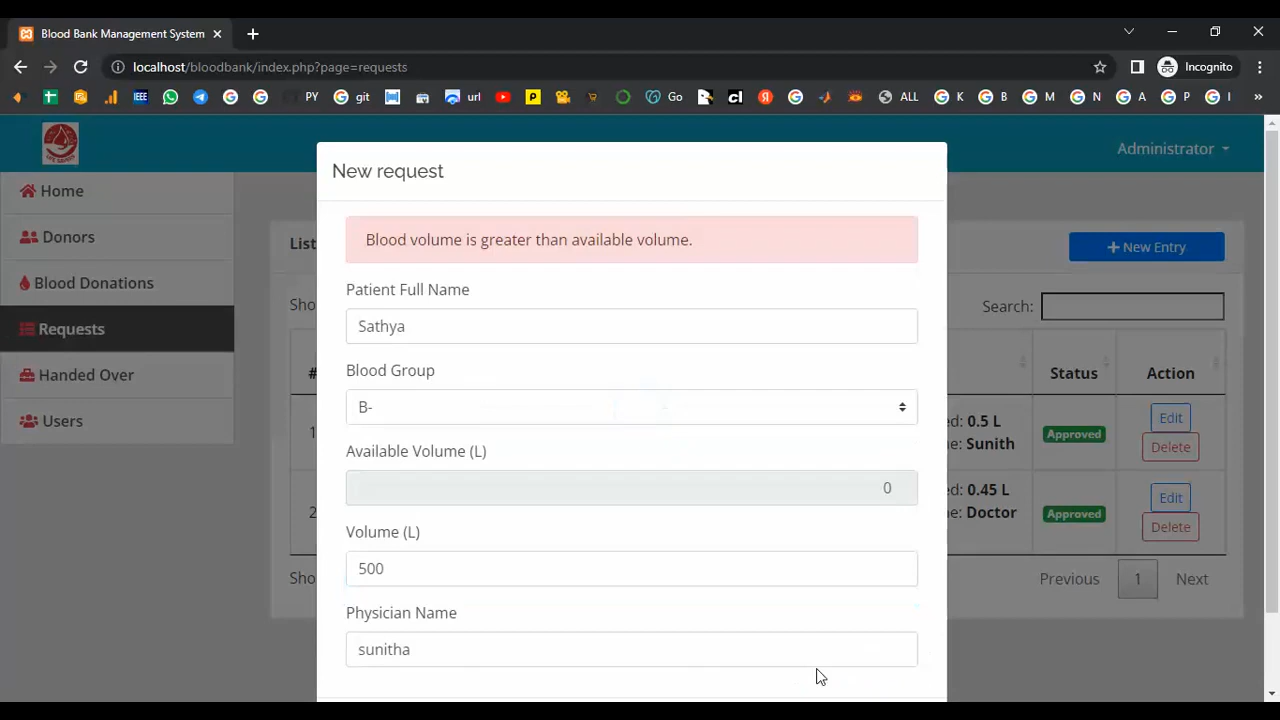 Blood Bank Management System
localhost/bloodbank/index.php?page=requests
Incognito
IEEE PY git url Go cl ALL K B M N A P I »
Administrator
Home
Donors
Blood Donations
Requests
Handed Over
Users
New request
Blood volume is greater than available volume.
Patient Full Name
Sathya
Blood Group
B-
Available Volume (L)
0
Volume (L)
500
Physician Name
sunitha
List
New Entry
Sho
Search:
#
Status
Action
1
ed: 0.5 L
e: Sunith
Approved
Edit
Delete
2
ed: 0.45 L
e: Doctor
Approved
Edit
Delete
Sho
Previous
1
Next